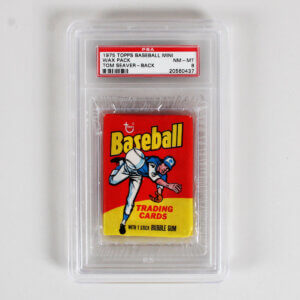 PSA
1975 TOPPS BASEBALL MINI
WAX PACK NM-MT
TOM SEAVER-BACK 8
20560437
Baseball
TRADING
CARDS
WITH 1 STICK BUBBLE GUM